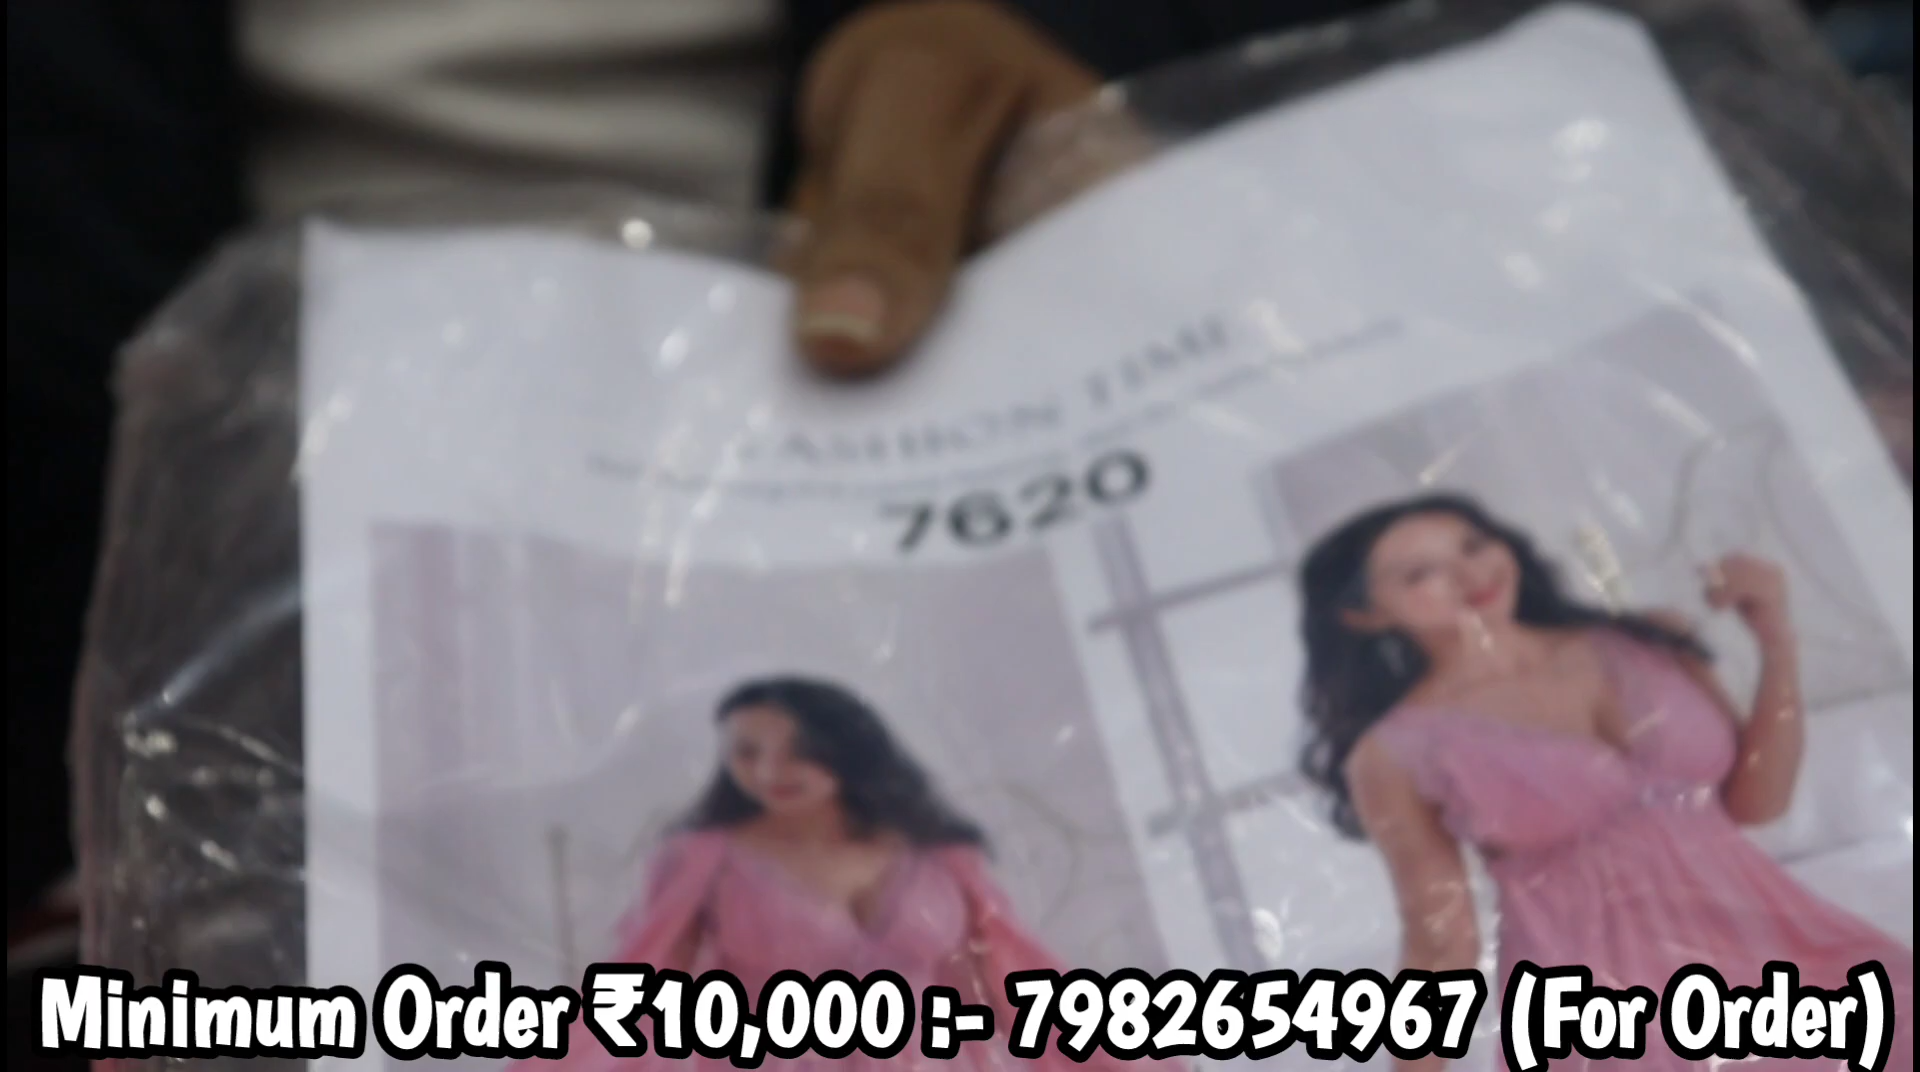 FASHION TIME
7620
Minimum Order ₹10,000 :- 7982654967 (For Order)